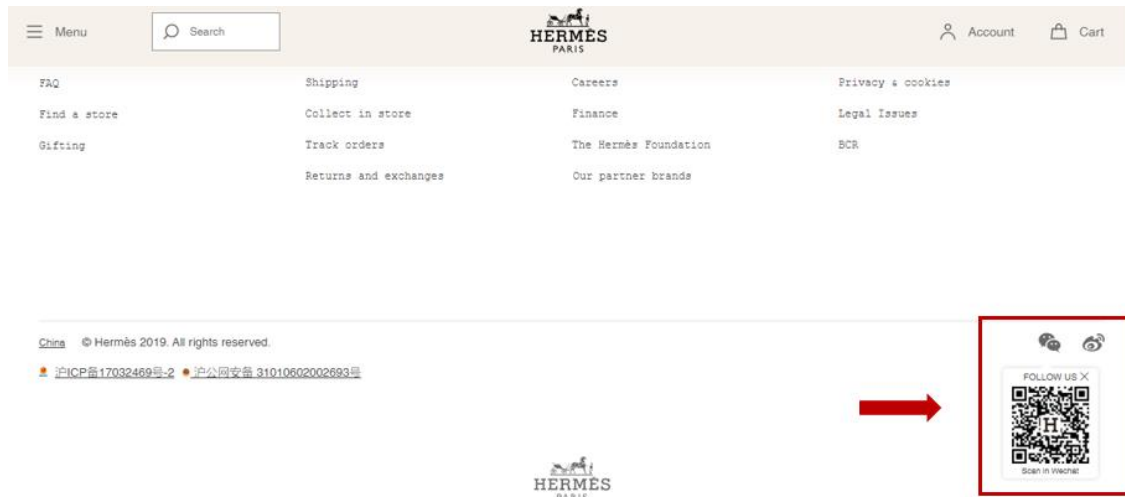 Menu
Search
HERMÈS
PARIS
Account
Cart
FAQ
Shipping
Careers
Privacy & cookies
Find a store
Collect in store
Finance
Legal Issues
Gifting
Track orders
The Hermès Foundation
BCR
Returns and exchanges
Our partner brands
China © Hermès 2019. All rights reserved.
沪ICP备17032469号-2 沪公网安备 31010602002693号
FOLLOW US X
H
Scan in Wechat
HERMÈS
PARIS